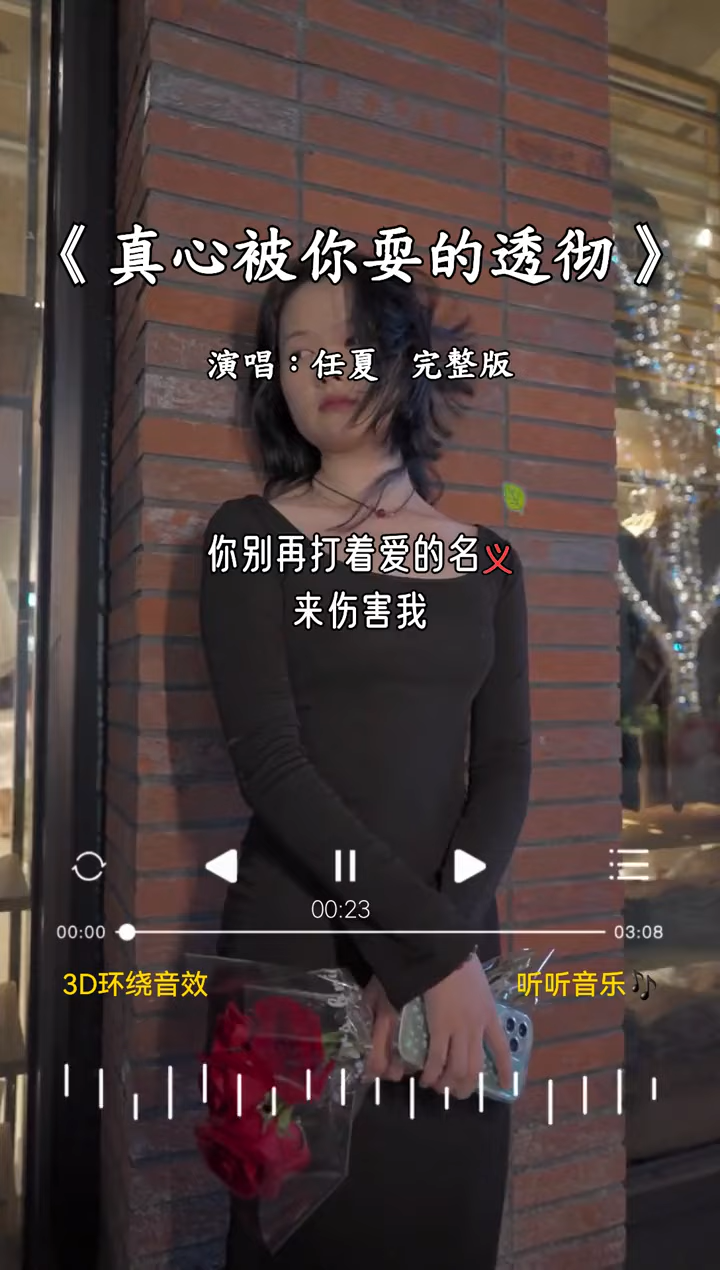 《真心被你耍的透彻》
演唱：任夏 完整版
你别再打着爱的名义
来伤害我
00:23
00:00 03:08
3D环绕音效 听听音乐🎶